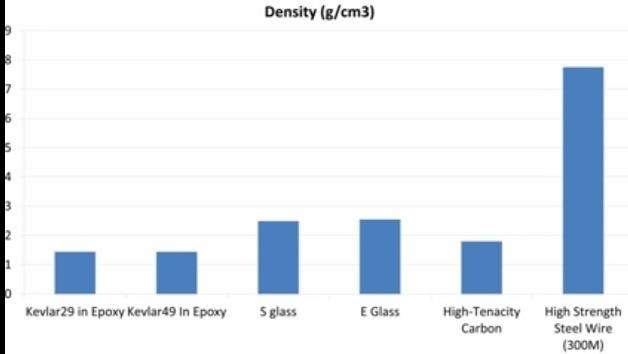 Density (g/cm3)
9
8
7
6
5
4
3
2
1
0
Kevlar29 in Epoxy
Kevlar49 In Epoxy
S glass
E Glass
High-Tenacity
Carbon
High Strength
Steel Wire
(300M)